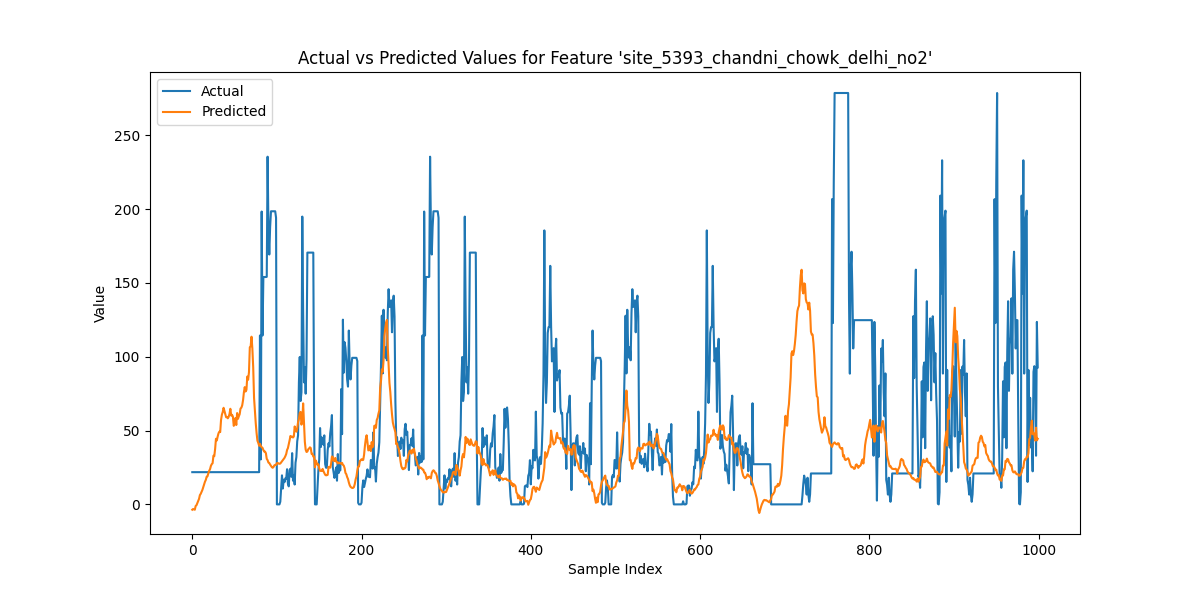 Actual vs Predicted Values for Feature 'site_5393_chandni_chowk_delhi_no2'
Actual
Predicted
250
200
150
100
50
0
Value
0 200 400 600 800 1000
Sample Index